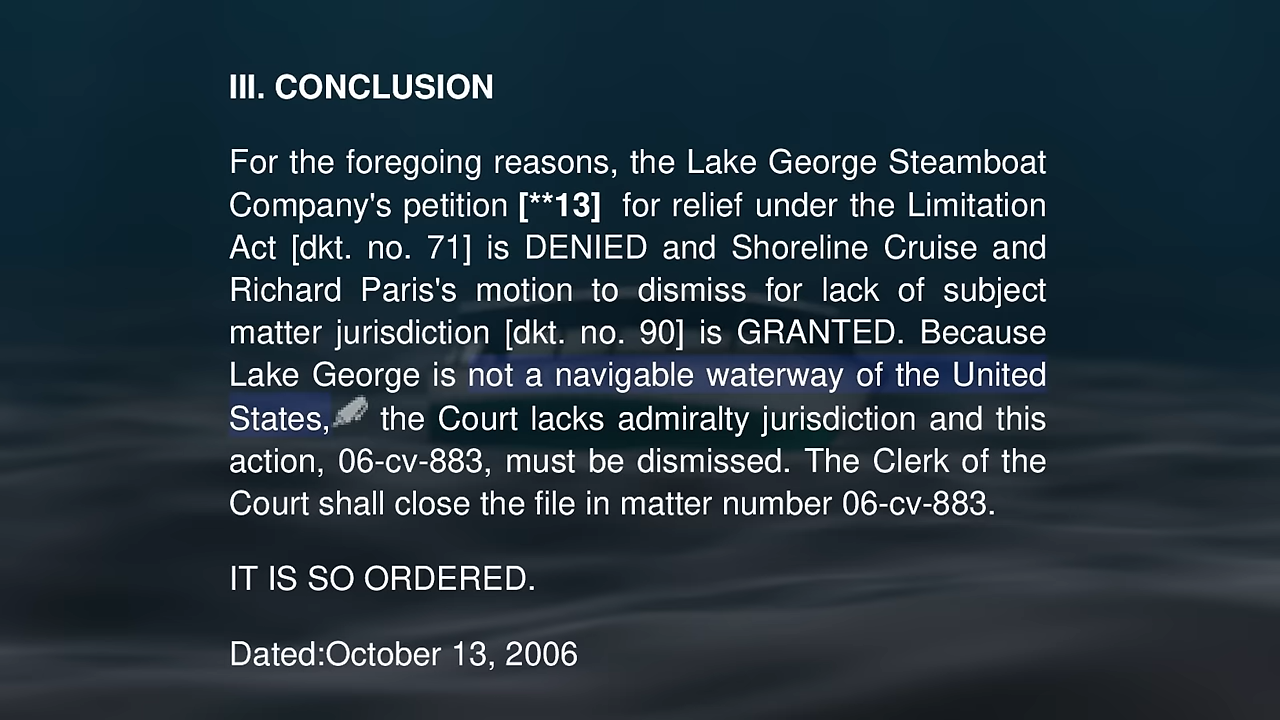 III. CONCLUSION
For the foregoing reasons, the Lake George Steamboat
Company's petition [**13] for relief under the Limitation
Act [dkt. no. 71] is DENIED and Shoreline Cruise and
Richard Paris's motion to dismiss for lack of subject
matter jurisdiction [dkt. no. 90] is GRANTED. Because
Lake George is not a navigable waterway of the United
States, the Court lacks admiralty jurisdiction and this
action, 06-cv-883, must be dismissed. The Clerk of the
Court shall close the file in matter number 06-cv-883.
IT IS SO ORDERED.
Dated:October 13, 2006